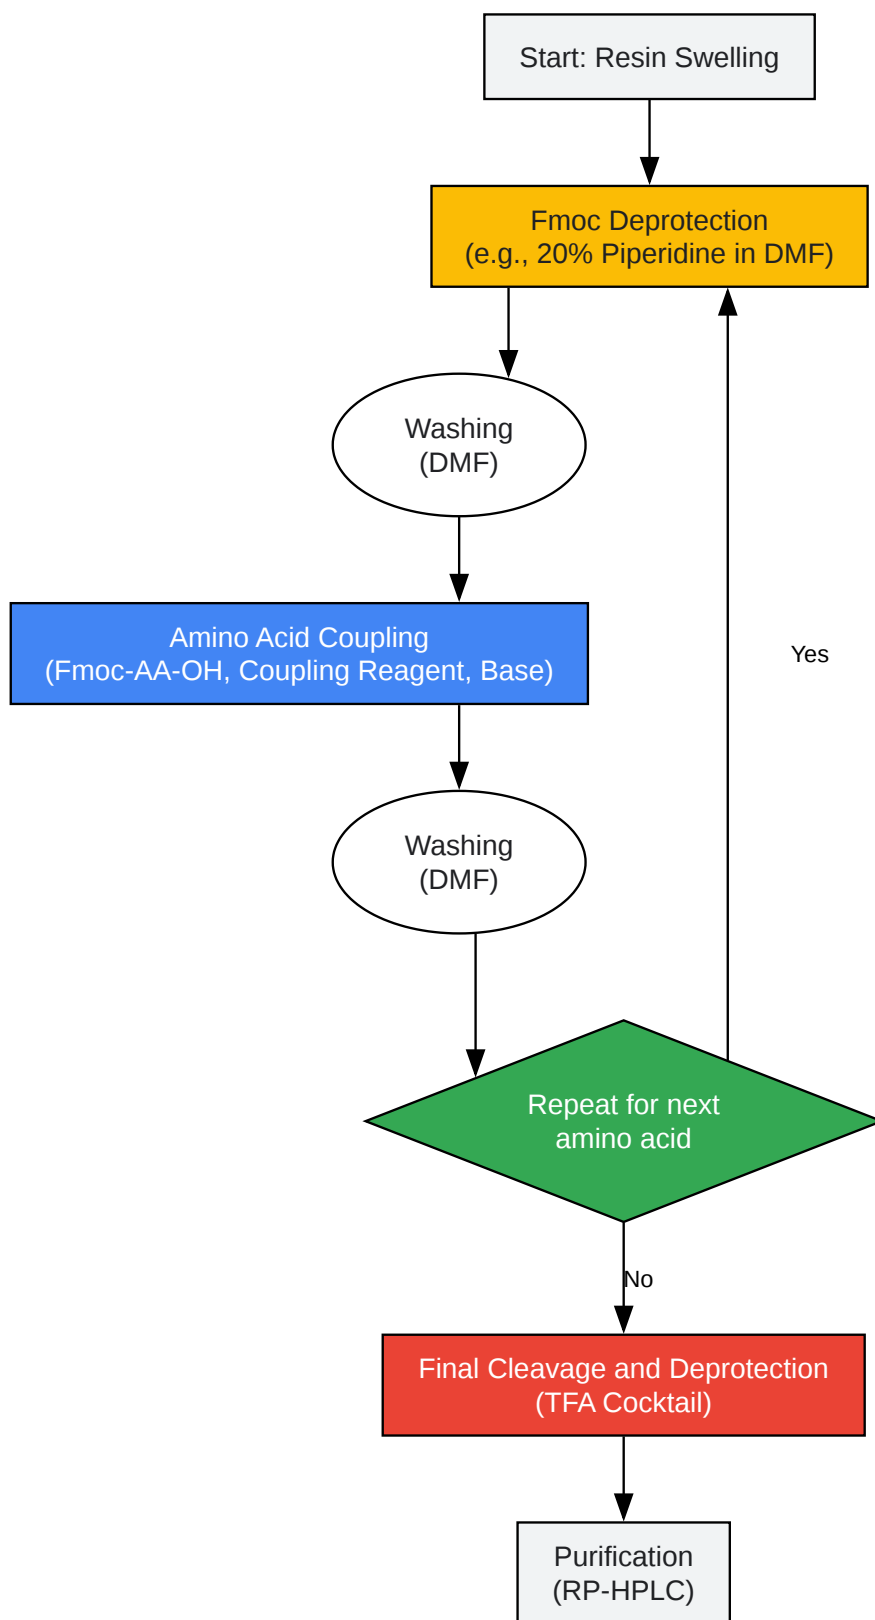 Start: Resin Swelling
Fmoc Deprotection
(e.g., 20% Piperidine in DMF)
Washing
(DMF)
Amino Acid Coupling
(Fmoc-AA-OH, Coupling Reagent, Base)
Yes
Washing
(DMF)
Repeat for next
amino acid
No
Final Cleavage and Deprotection
(TFA Cocktail)
Purification
(RP-HPLC)